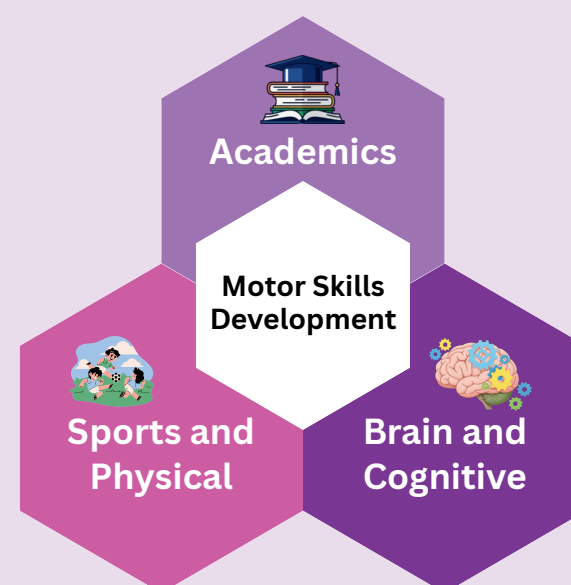 Academics
Motor Skills
Development
Sports and
Physical
Brain and
Cognitive